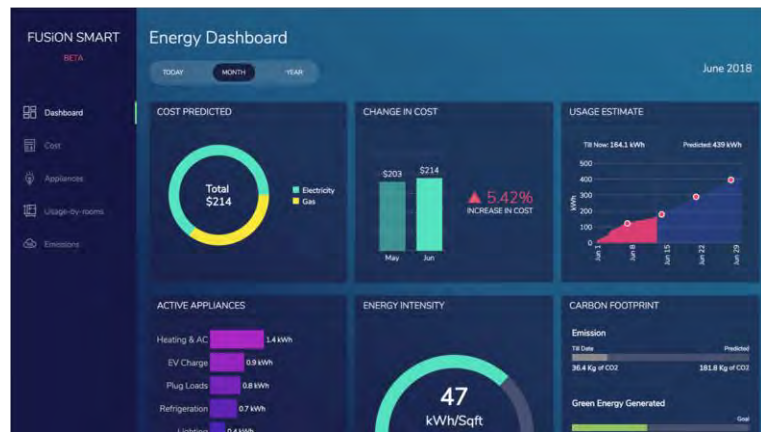 FUSiON SMART
BETA
Dashboard
Cost
Appliances
Usage-by-rooms
Emissions
Energy Dashboard
TODAY MONTH YEAR
June 2018
COST PREDICTED
Total
$214
Electricity
Gas
CHANGE IN COST
$203 $214
5.42%
INCREASE IN COST
May Jun
USAGE ESTIMATE
Till Now: 164.1 kWh Predicted: 439 kWh
500
400
300
200
100
0
kWh
Jun 1 Jun 8 Jun 15 Jun 22 Jun 29
ACTIVE APPLIANCES
Heating & AC 1.4 kWh
EV Charge 0.9 kWh
Plug Loads 0.8 kWh
Refrigeration 0.7 kWh
Lighting 0.4 kWh
ENERGY INTENSITY
47
kWh/Sqft
CARBON FOOTPRINT
Emission
Till Date Predicted
36.4 Kg of CO2 181.8 Kg of CO2
Green Energy Generated
Goal